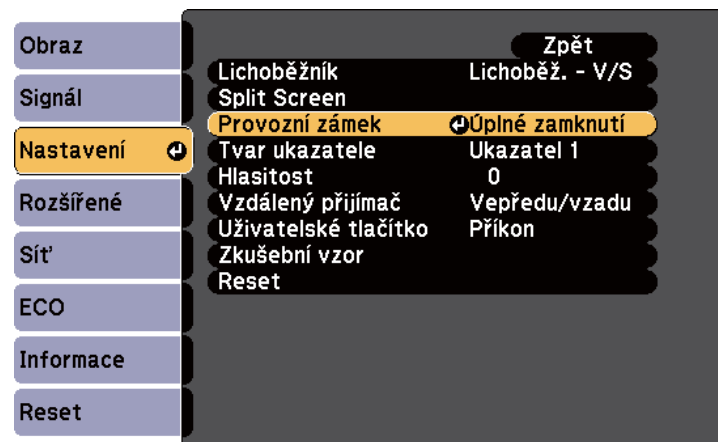 Obraz
Signál
Nastavení
Rozšířené
Síť
ECO
Informace
Reset
Zpět
Lichoběžník Lichoběž. - V/S
Split Screen
Provozní zámek Úplné zamknutí
Tvar ukazatele Ukazatel 1
Hlasitost 0
Vzdálený přijímač Vepředu/vzadu
Uživatelské tlačítko Příkon
Zkušební vzor
Reset